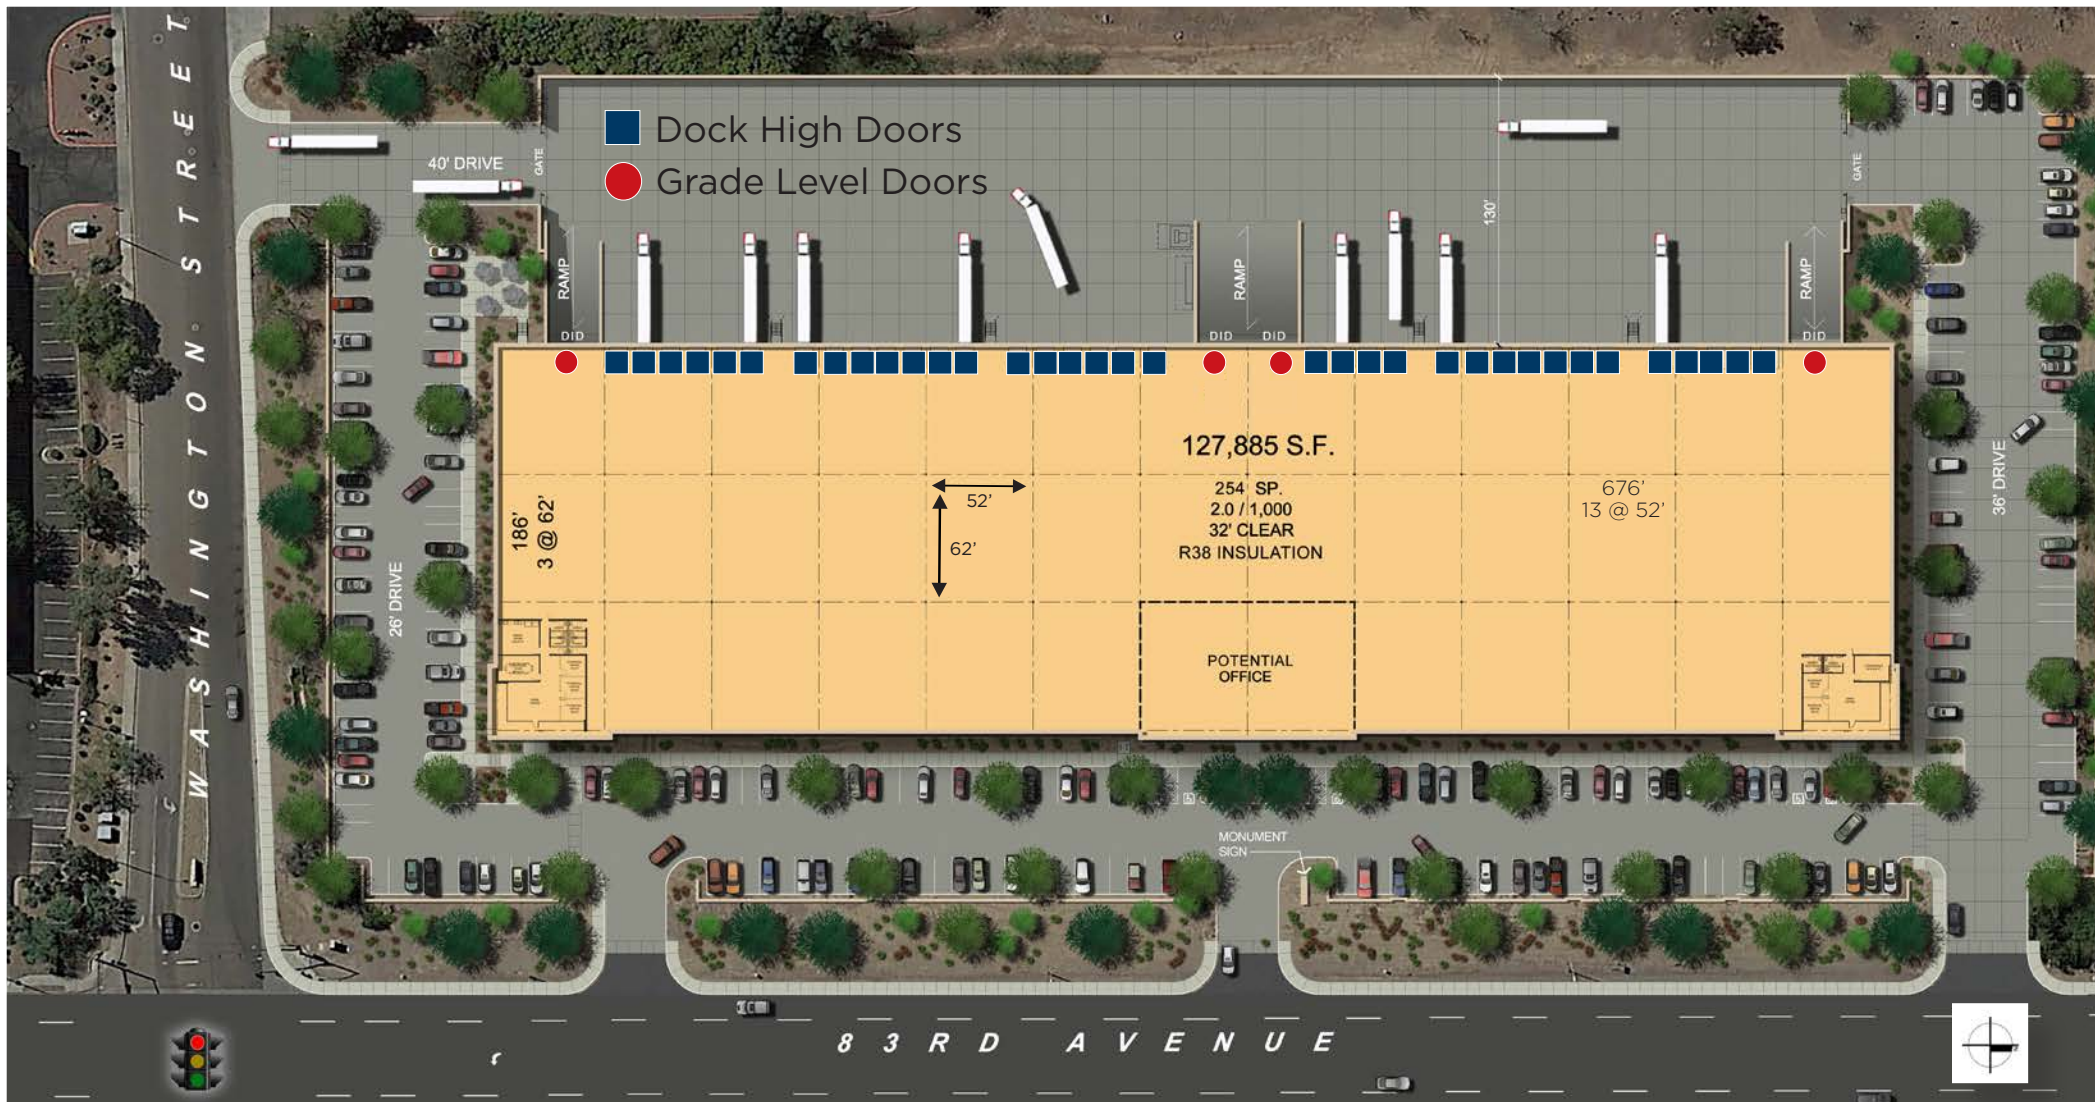 WASHINGTON STREET
Dock High Doors
Grade Level Doors
40' DRIVE
GATE
GATE
130'
RAMP
RAMP
RAMP
DID
DID
DID
DID
127,885 S.F.
254 SP.
2.0 / 1,000
32' CLEAR
R38 INSULATION
52'
62'
676'
13 @ 52'
186'
3 @ 62'
26' DRIVE
36' DRIVE
POTENTIAL
OFFICE
MONUMENT
SIGN
83RD AVENUE